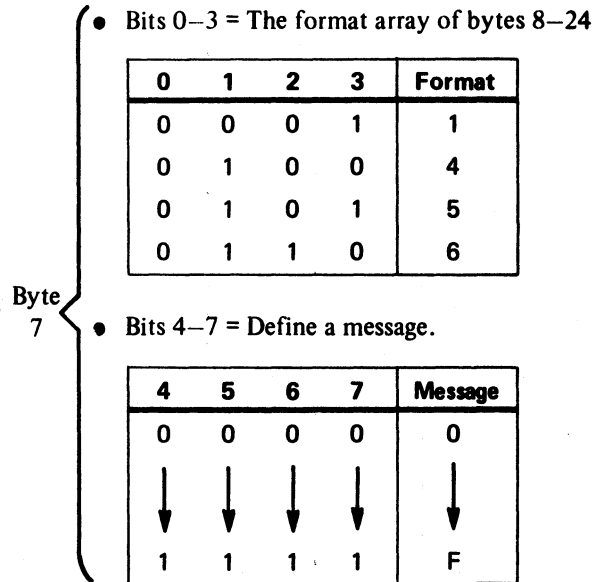 • Bits 0–3 = The format array of bytes 8–24
0 1 2 3 Format
0 0 0 1 1
0 1 0 0 4
0 1 0 1 5
0 1 1 0 6
Byte
7
• Bits 4–7 = Define a message.
4 5 6 7 Message
0 0 0 0 0
1 1 1 1 F